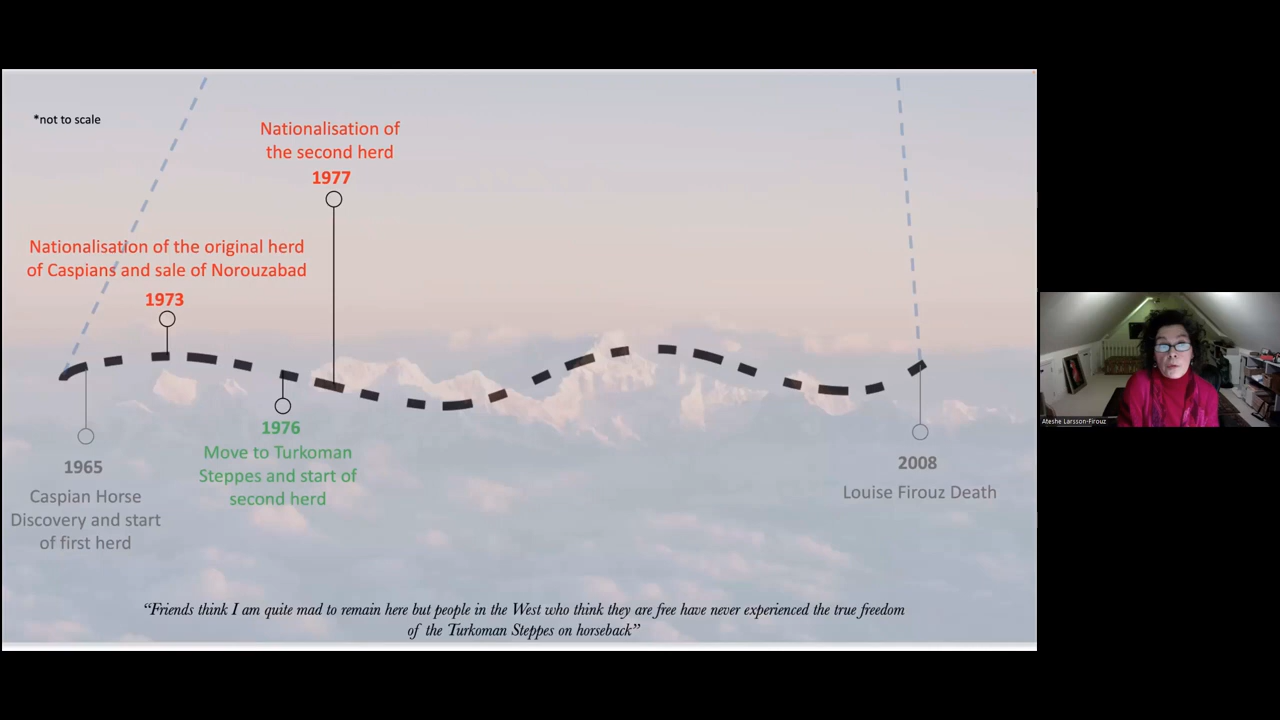 *not to scale
Nationalisation of
the second herd
1977
Nationalisation of the original herd
of Caspians and sale of Norouzabad
1973
1976
Move to Turkoman
Steppes and start of
second herd
1965
Caspian Horse
Discovery and start
of first herd
2008
Louise Firouz Death
“Friends think I am quite mad to remain here but people in the West who think they are free have never experienced the true freedom
of the Turkoman Steppes on horseback”
Ateshe Larsson-Firouz